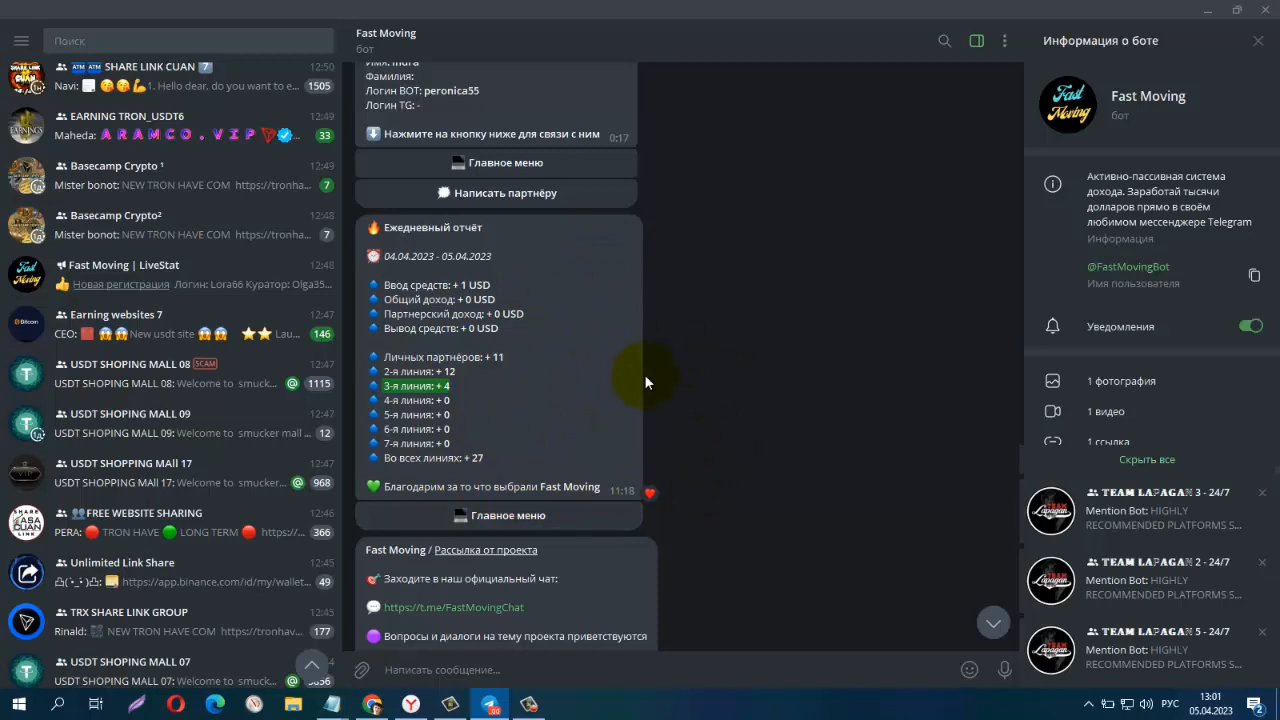 Поиск
SHARE LINK CUAN 7
12:50
Navi: 1. Hello dear, do you want to e...
1505
EARNING TRON_USDT6
12:49
Maheda: A R A M C O . V I P
33
Basecamp Crypto ¹
12:49
Mister bonot: NEW TRON HAVE COM https://tronha...
7
Basecamp Crypto²
12:48
Mister bonot: NEW TRON HAVE COM https://tronhav...
7
Fast Moving | LiveStat
12:48
Новая регистрация Логин: Lora66 Куратор: Olga35...
Earning websites 7
12:47
CEO: New usdt site Lau...
146
USDT SHOPING MALL 08 SCAM
12:47
USDT SHOPING MALL 08: Welcome to smuck...
@ 1115
USDT SHOPING MALL 09
12:47
USDT SHOPING MALL 09: Welcome to smucker mall ...
12
USDT SHOPPING MAll 17
12:47
USDT SHOPPING MAll 17: Welcome to smucker...
@ 968
FREE WEBSITE SHARING
12:46
PERA: TRON HAVE LONG TERM https:/...
366
Unlimited Link Share
12:45
https://app.binance.com/id/my/wallet...
49
TRX SHARE LINK GROUP
12:45
Rinald: NEW TRON HAVE COM https://tronhav...
177
USDT SHOPING MALL 07
USDT SHOPING MALL 07: Welcome to smuck...
Fast Moving
бот
Фамилия:
Логин BOT: peronica55
Логин TG: -
Нажмите на кнопку ниже для связи с ним
0:17
Главное меню
Написать партнёру
Ежедневный отчёт
04.04.2023 - 05.04.2023
Ввод средств: + 1 USD
Общий доход: + 0 USD
Партнерский доход: + 0 USD
Вывод средств: + 0 USD
Личных партнёров: + 11
2-я линия: + 12
3-я линия: + 4
4-я линия: + 0
5-я линия: + 0
6-я линия: + 0
7-я линия: + 0
Во всех линиях: + 27
Благодарим за то что выбрали Fast Moving
11:18
Главное меню
Fast Moving / Рассылка от проекта
Заходите в наш официальный чат:
https://t.me/FastMovingChat
Вопросы и диалоги на тему проекта приветствуются
Написать сообщение...
Информация о боте
Fast Moving
Fast Moving
бот
Активно-пассивная система
дохода. Заработай тысячи
долларов прямо в своём
любимом мессенджере Telegram
Информация
@FastMovingBot
Имя пользователя
Уведомления
1 фотография
1 видео
1 ссылка
Скрыть все
TEAM LAPAGAN 3 - 24/7
Mention Bot: HIGHLY
RECOMMENDED PLATFORMS S...
TEAM LAPAGAN 2 - 24/7
Mention Bot: HIGHLY
RECOMMENDED PLATFORMS S...
TEAM LAPAGAN 5 - 24/7
Mention Bot: HIGHLY
RECOMMENDED PLATFORMS S...
РУС
13:01
05.04.2023
2